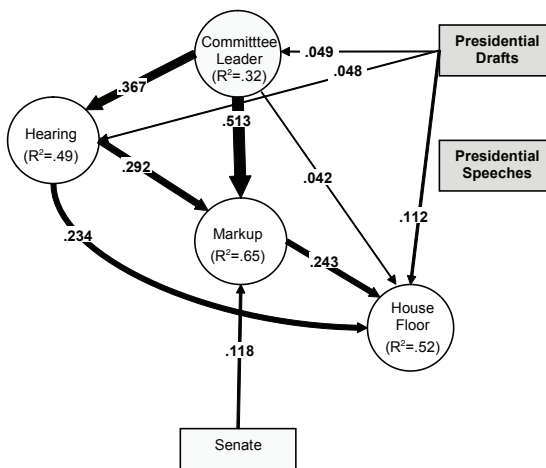 Committtee
Leader
(R²=.32)
.049
Presidential
Drafts
.048
.367
Hearing
(R²=.49)
.513
Presidential
Speeches
.292
.042
.112
.234
Markup
(R²=.65)
.243
House
Floor
(R²=.52)
.118
Senate